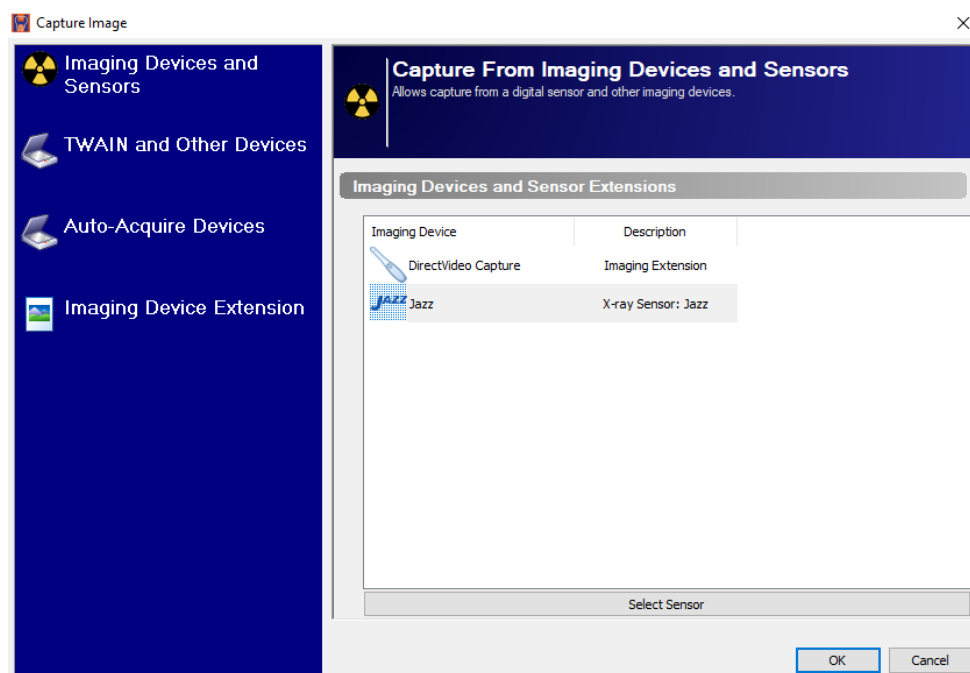 Capture Image
Imaging Devices and
Sensors
TWAIN and Other Devices
Auto-Acquire Devices
Imaging Device Extension
Capture From Imaging Devices and Sensors
Allows capture from a digital sensor and other imaging devices.
Imaging Devices and Sensor Extensions
Imaging Device Description
DirectVideo Capture Imaging Extension
JAZZ Jazz X-ray Sensor: Jazz
Select Sensor
OK Cancel